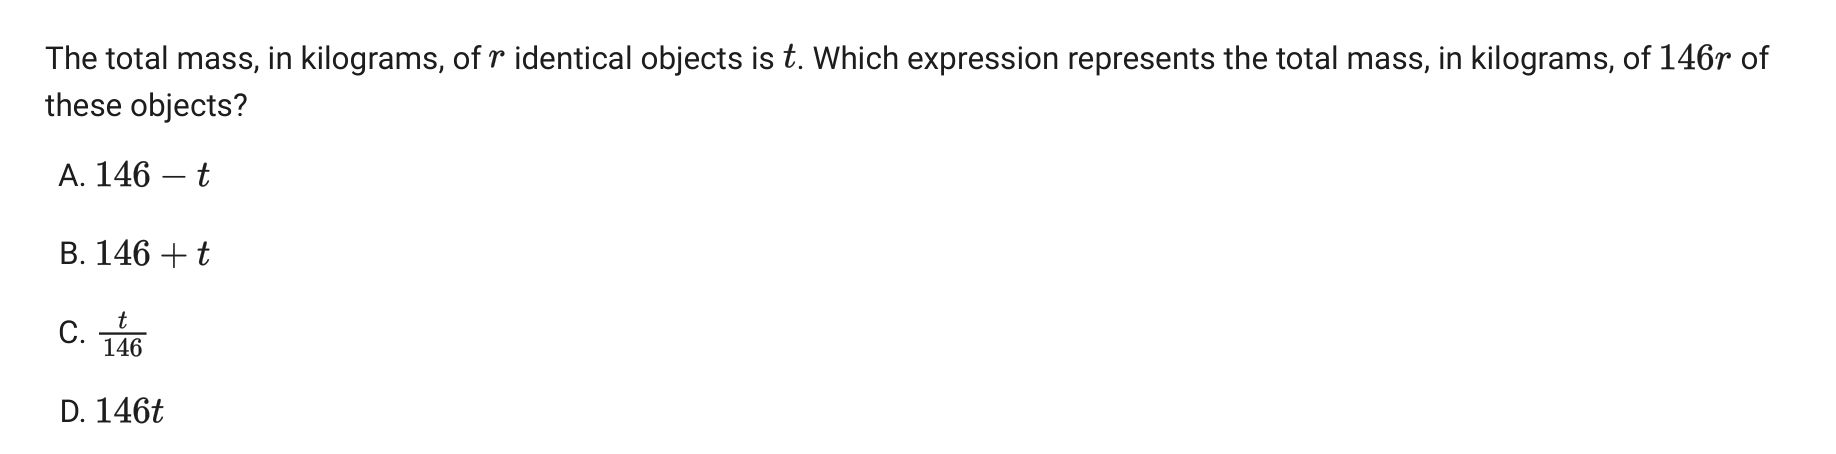 The total mass, in kilograms, of r identical objects is t. Which expression represents the total mass, in kilograms, of 146r of
these objects?
A. 146 − t
B. 146 + t
C. t/146
D. 146t